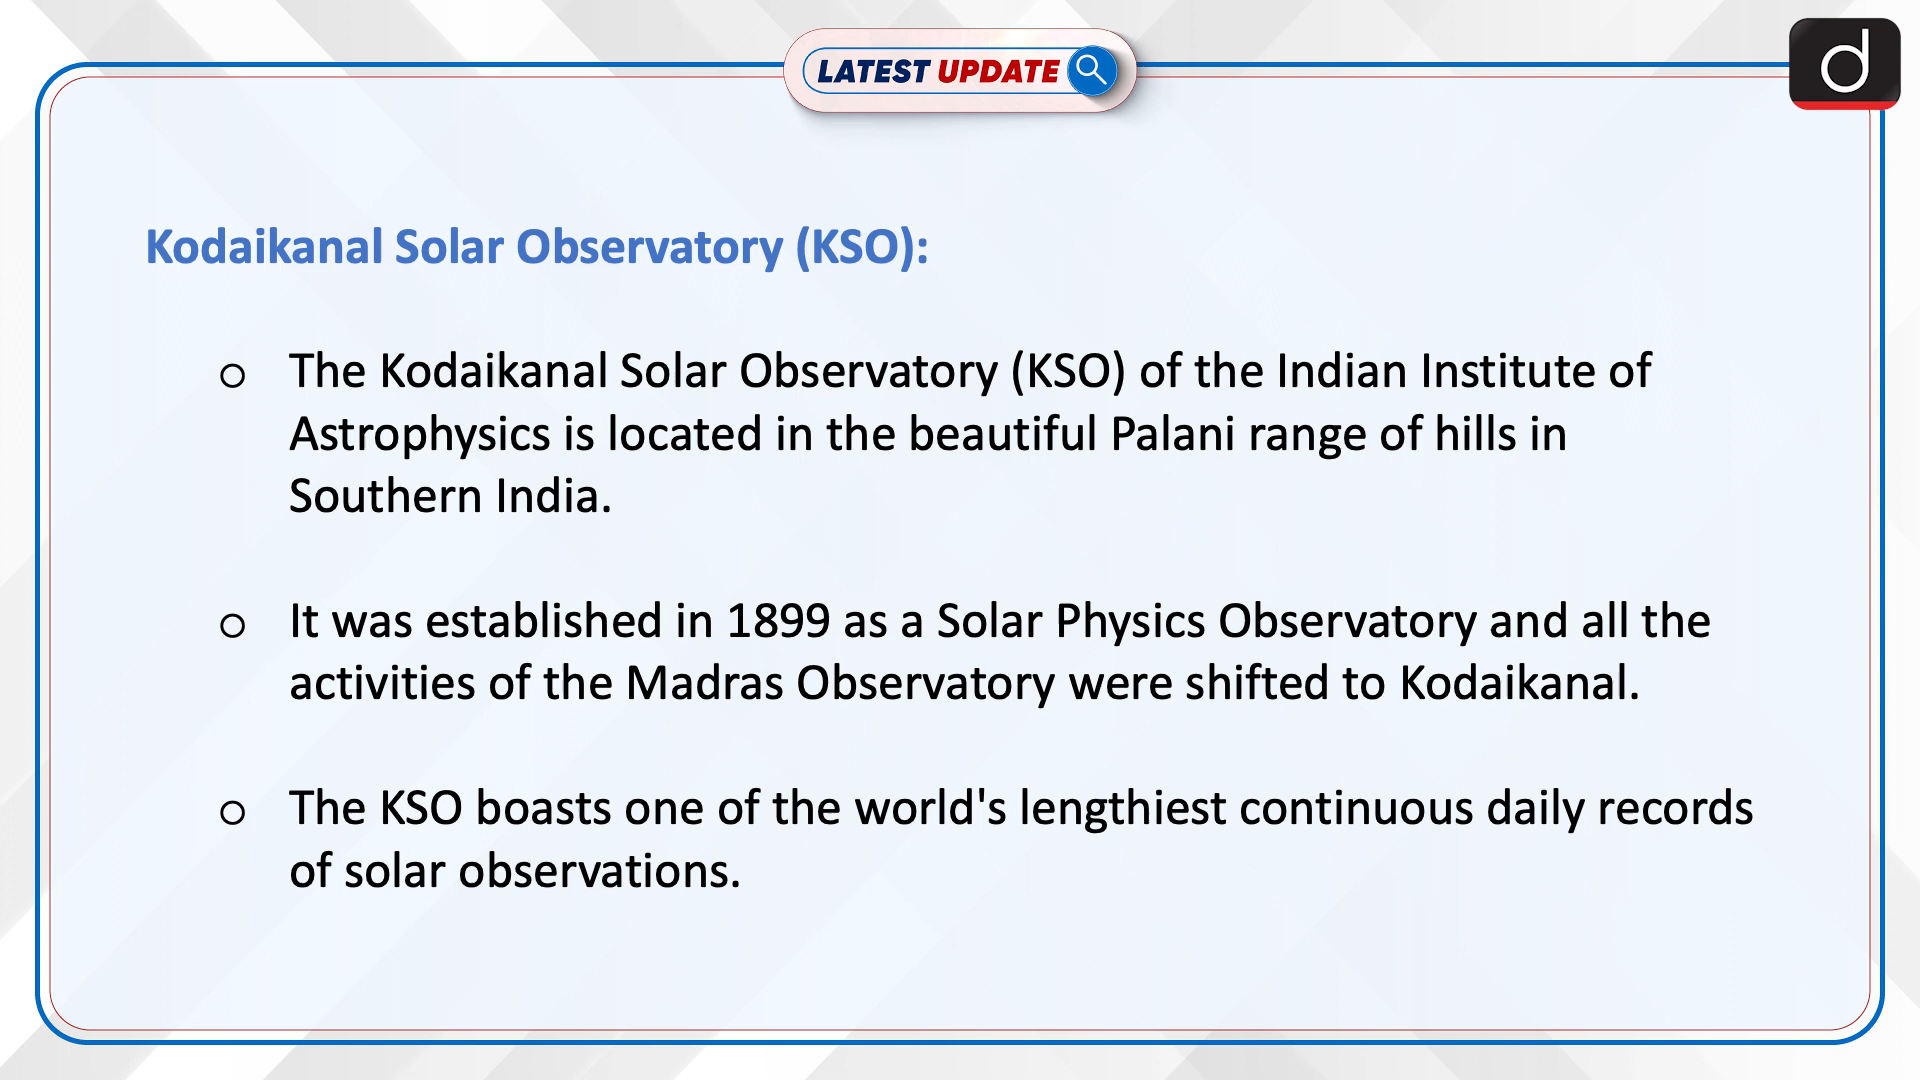 LATEST UPDATE
d
Kodaikanal Solar Observatory (KSO):
The Kodaikanal Solar Observatory (KSO) of the Indian Institute of
Astrophysics is located in the beautiful Palani range of hills in
Southern India.
It was established in 1899 as a Solar Physics Observatory and all the
activities of the Madras Observatory were shifted to Kodaikanal.
The KSO boasts one of the world's lengthiest continuous daily records
of solar observations.